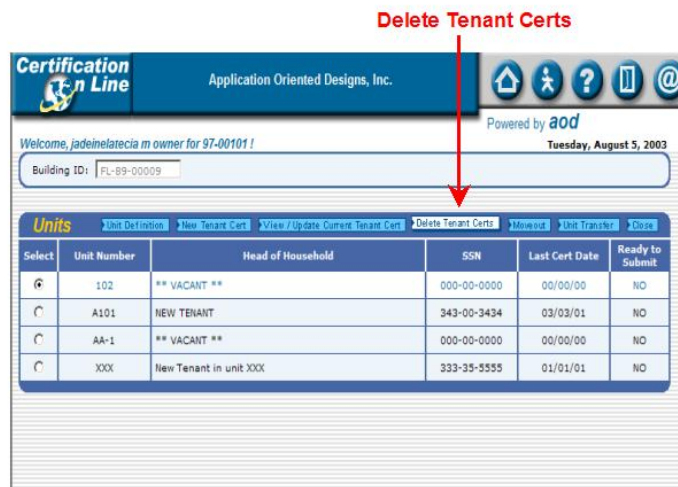 Delete Tenant Certs
Certification
On Line
Application Oriented Designs, Inc.
? @
Powered by aod
Welcome, jadeinelatecia m owner for 97-00101 !
Tuesday, August 5, 2003
Building ID: FL-89-00009
Units Unit Definition New Tenant Cert View / Update Current Tenant Cert Delete Tenant Certs Moveout Unit Transfer Close
Select Unit Number Head of Household SSN Last Cert Date Ready to Submit
102 ** VACANT ** 000-00-0000 00/00/00 NO
A101 NEW TENANT 343-00-3434 03/03/01 NO
AA-1 ** VACANT ** 000-00-0000 00/00/00 NO
XXX New Tenant in unit XXX 333-35-5555 01/01/01 NO